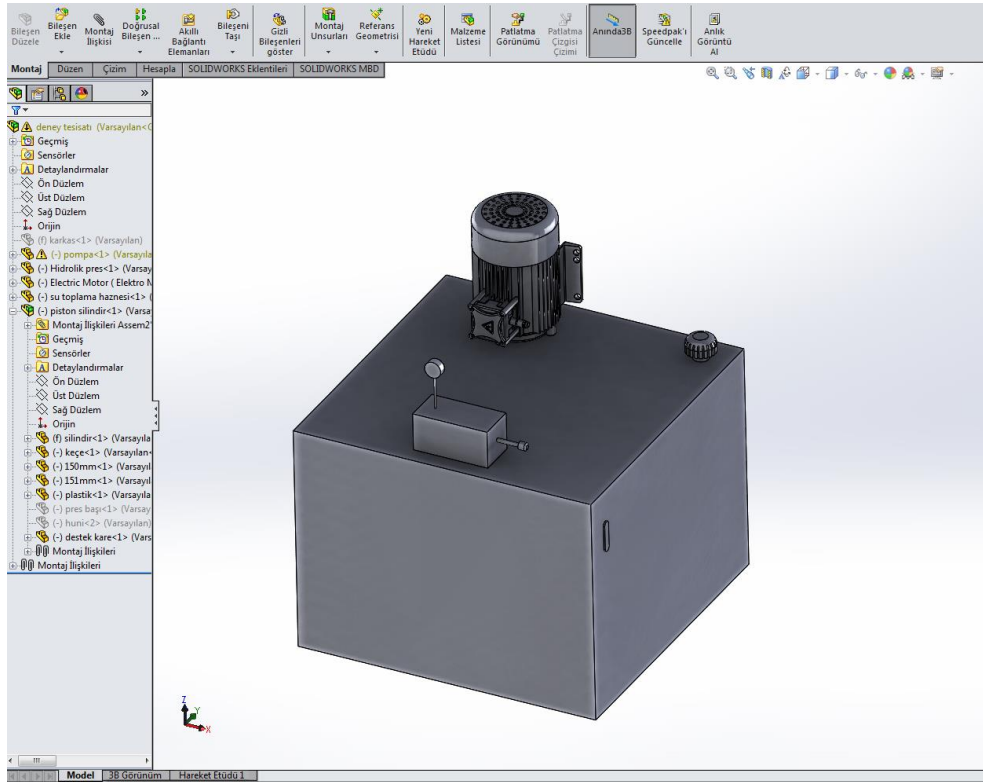 Bileşen Düzele
Bileşen Ekle
Montaj İlişkisi
Doğrusal Bileşen ...
Akıllı Bağlantı Elemanları
Bileşeni Taşı
Gizli Bileşenleri göster
Montaj Unsurları
Referans Geometrisi
Yeni Hareket Etüdü
Malzeme Listesi
Patlatma Görünümü
Patlatma Çizgisi Çizimi
Anında3B
Speedpak'ı Güncelle
Anlık Görüntü Al
Montaj Düzen Çizim Hesapla SOLIDWORKS Eklentileri SOLIDWORKS MBD
deney tesisatı (Varsayılan<
Geçmiş
Sensörler
Detaylandırmalar
Ön Düzlem
Üst Düzlem
Sağ Düzlem
Orijin
(f) karkas<1> (Varsayılan)
(-) pompa<1> (Varsayıla
(-) Hidrolik pres<1> (Varsay
(-) Electric Motor ( Elektro
(-) su toplama haznesi<1> (
(-) piston silindir<1> (Varsa
Montaj İlişkileri Assem2
Geçmiş
Sensörler
Detaylandırmalar
Ön Düzlem
Üst Düzlem
Sağ Düzlem
Orijin
(f) silindir<1> (Varsayıla
(-) keçe<1> (Varsayılan
(-) 150mm<1> (Varsayıl
(-) 151mm<1> (Varsayıl
(-) plastik<1> (Varsayıla
(-) pres başı<1> (Varsay
(-) huni<2> (Varsayılan)
(-) destek kare<1> (Vars
Montaj İlişkileri
Montaj İlişkileri
Z
Y
X
Model 3B Görünüm Hareket Etüdü 1